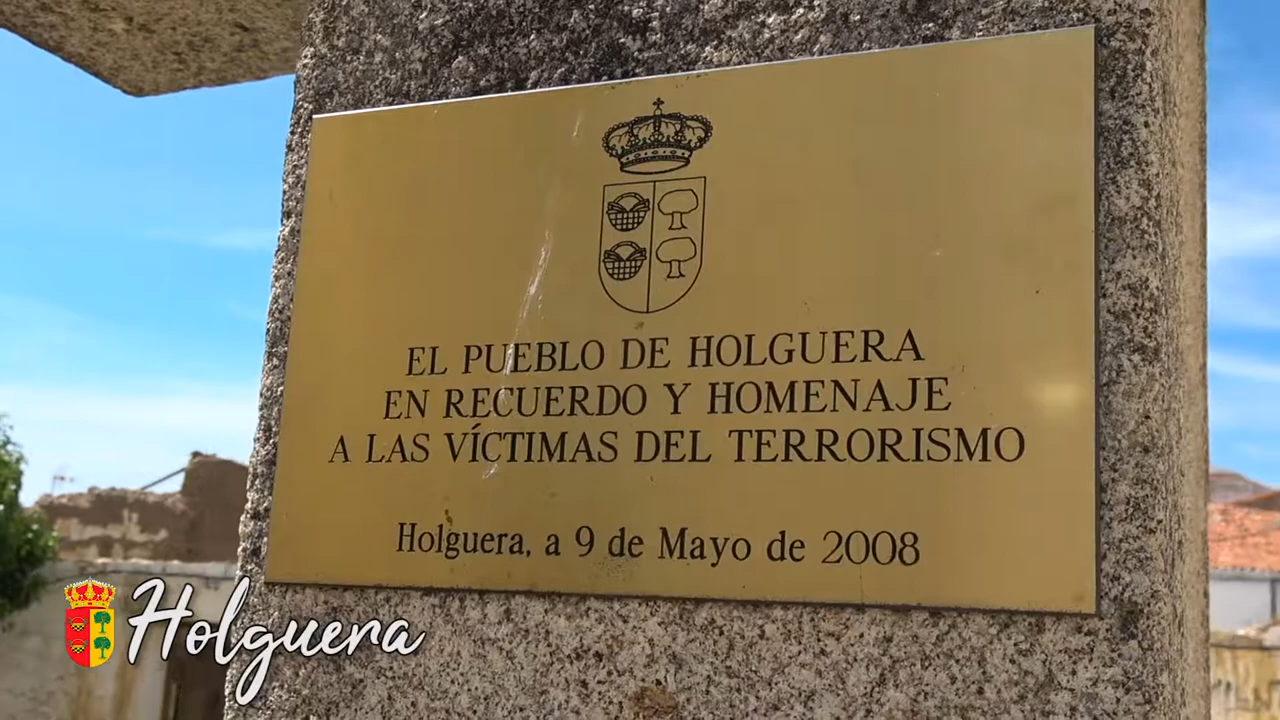 EL PUEBLO DE HOLGUERA
EN RECUERDO Y HOMENAJE
A LAS VÍCTIMAS DEL TERRORISMO
Holguera, a 9 de Mayo de 2008
Holguera